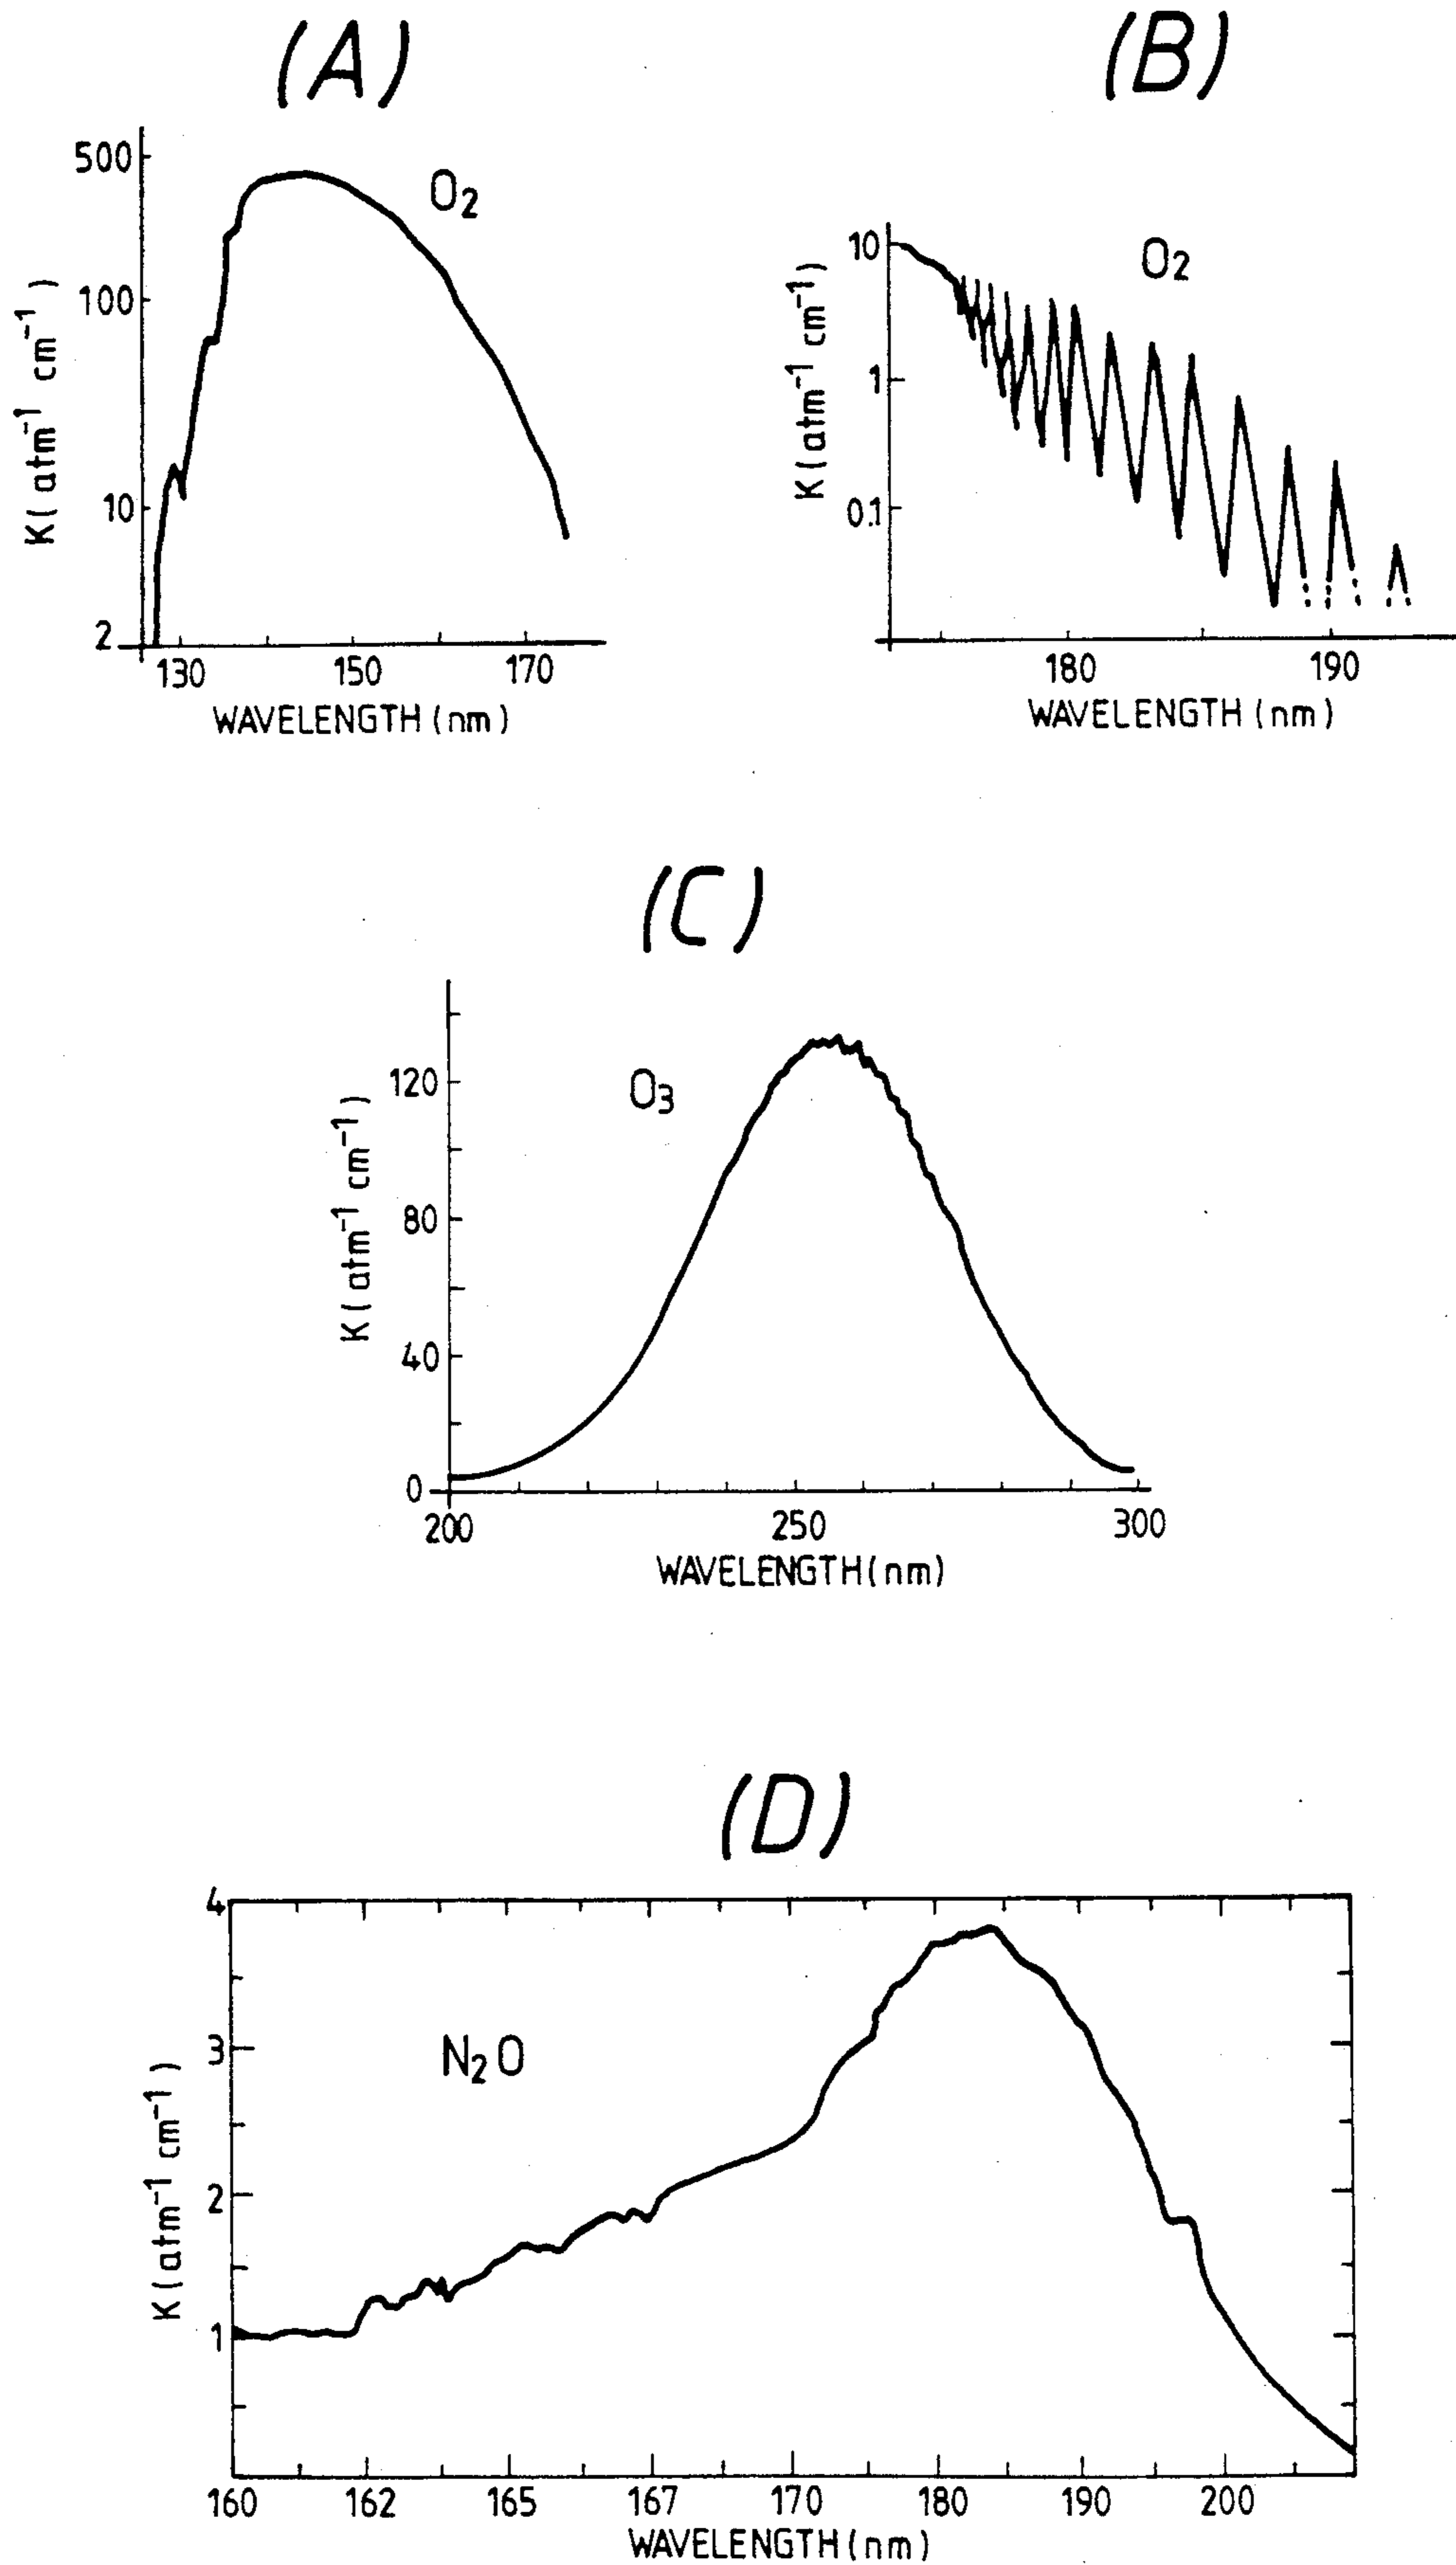 (A)
500
100
10
2
K(atm⁻¹ cm⁻¹)
O₂
130 150 170
WAVELENGTH (nm)
(B)
10
1
0.1
K(atm⁻¹ cm⁻¹)
O₂
180 190
WAVELENGTH (nm)
(C)
120
80
40
0
K(atm⁻¹ cm⁻¹)
O₃
200 250 300
WAVELENGTH(nm)
(D)
4
3
2
1
K(atm⁻¹ cm⁻¹)
N₂O
160 162 165 167 170 180 190 200
WAVELENGTH(nm)